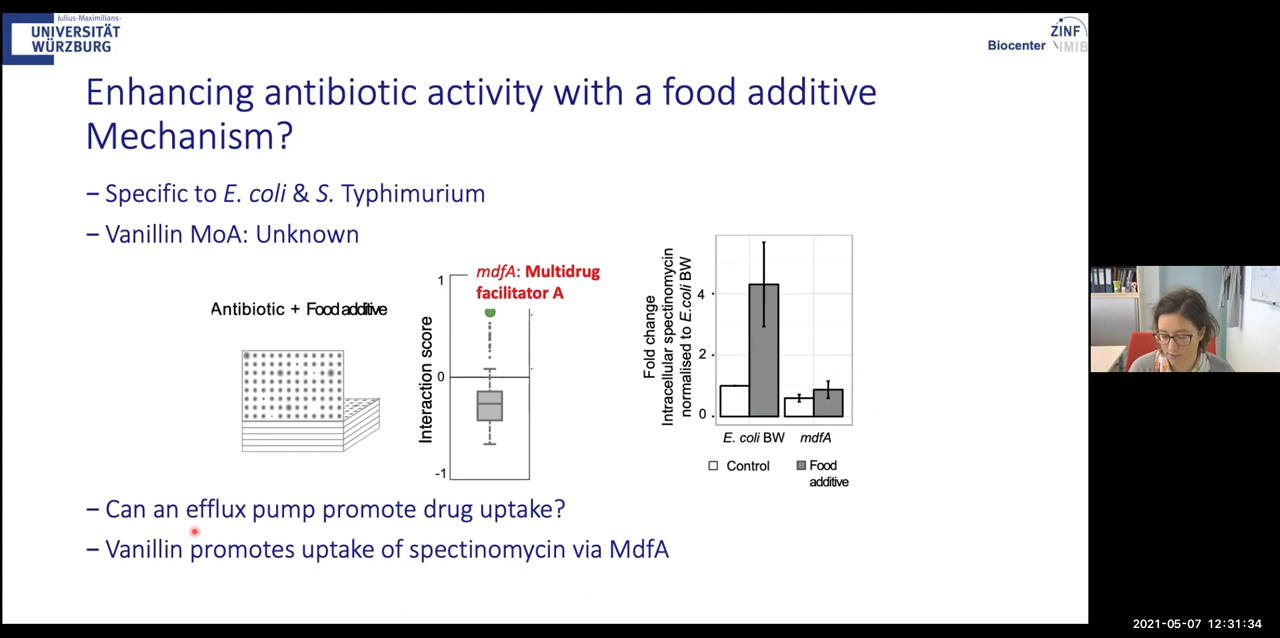 Julius-Maximilians-
UNIVERSITÄT
WÜRZBURG
ZINF
Biocenter IMIB
Enhancing antibiotic activity with a food additive
Mechanism?
– Specific to E. coli & S. Typhimurium
– Vanillin MoA: Unknown
Antibiotic + Food additive
Interaction score
1
0
-1
mdfA: Multidrug
facilitator A
Fold change
Intracellular spectinomycin
normalised to E.coli BW
4
2
0
E. coli BW mdfA
Control Food
additive
– Can an efflux pump promote drug uptake?
– Vanillin promotes uptake of spectinomycin via MdfA
2021-05-07 12:31:34